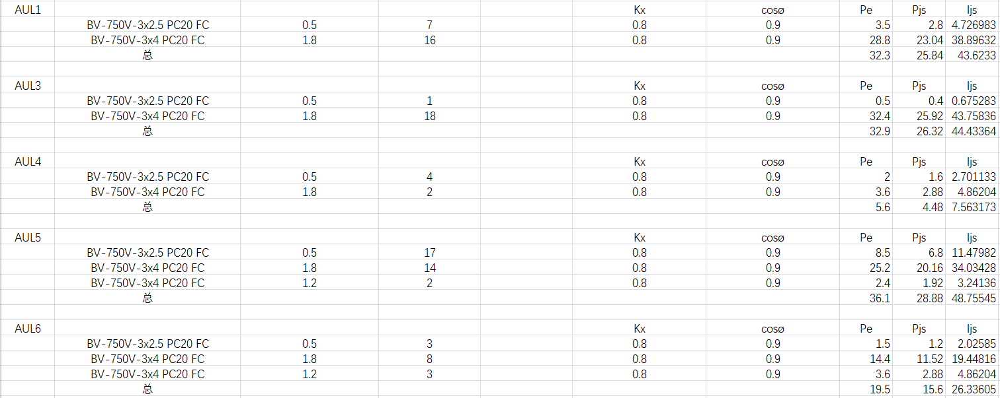 AUL1 Kx cosø Pe Pjs Ijs
BV-750V-3x2.5 PC20 FC 0.5 7 0.8 0.9 3.5 2.8 4.726983
BV-750V-3x4 PC20 FC 1.8 16 0.8 0.9 28.8 23.04 38.89632
总 32.3 25.84 43.6233
AUL3 Kx cosø Pe Pjs Ijs
BV-750V-3x2.5 PC20 FC 0.5 1 0.8 0.9 0.5 0.4 0.675283
BV-750V-3x4 PC20 FC 1.8 18 0.8 0.9 32.4 25.92 43.75836
总 32.9 26.32 44.43364
AUL4 Kx cosø Pe Pjs Ijs
BV-750V-3x2.5 PC20 FC 0.5 4 0.8 0.9 2 1.6 2.701133
BV-750V-3x4 PC20 FC 1.8 2 0.8 0.9 3.6 2.88 4.86204
总 5.6 4.48 7.563173
AUL5 Kx cosø Pe Pjs Ijs
BV-750V-3x2.5 PC20 FC 0.5 17 0.8 0.9 8.5 6.8 11.47982
BV-750V-3x4 PC20 FC 1.8 14 0.8 0.9 25.2 20.16 34.03428
BV-750V-3x4 PC20 FC 1.2 2 0.8 0.9 2.4 1.92 3.24136
总 36.1 28.88 48.75545
AUL6 Kx cosø Pe Pjs Ijs
BV-750V-3x2.5 PC20 FC 0.5 3 0.8 0.9 1.5 1.2 2.02585
BV-750V-3x4 PC20 FC 1.8 8 0.8 0.9 14.4 11.52 19.44816
BV-750V-3x4 PC20 FC 1.2 3 0.8 0.9 3.6 2.88 4.86204
总 19.5 15.6 26.33605